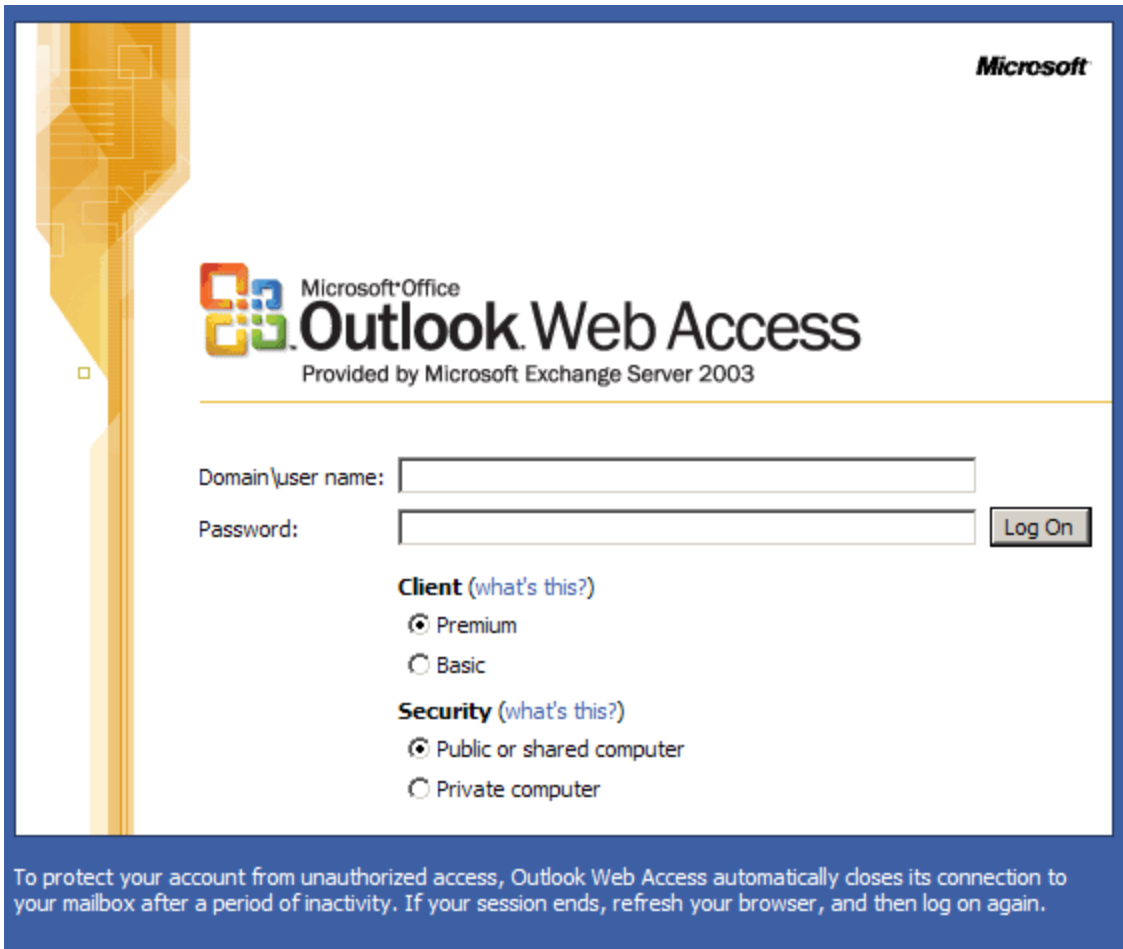 Microsoft
Microsoft Office
Outlook Web Access
Provided by Microsoft Exchange Server 2003
Domain\user name:
Password:
Log On
Client (what's this?)
Premium
Basic
Security (what's this?)
Public or shared computer
Private computer
To protect your account from unauthorized access, Outlook Web Access automatically closes its connection to
your mailbox after a period of inactivity. If your session ends, refresh your browser, and then log on again.